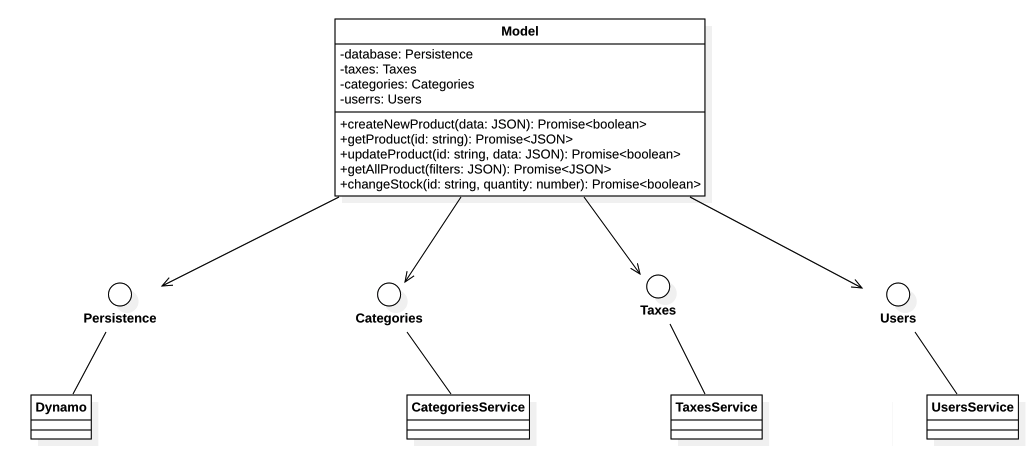 Model
-database: Persistence
-taxes: Taxes
-categories: Categories
-userrs: Users
+createNewProduct(data: JSON): Promise<boolean>
+getProduct(id: string): Promise<JSON>
+updateProduct(id: string, data: JSON): Promise<boolean>
+getAllProduct(filters: JSON): Promise<JSON>
+changeStock(id: string, quantity: number): Promise<boolean>
Persistence
Categories
Taxes
Users
Dynamo
CategoriesService
TaxesService
UsersService